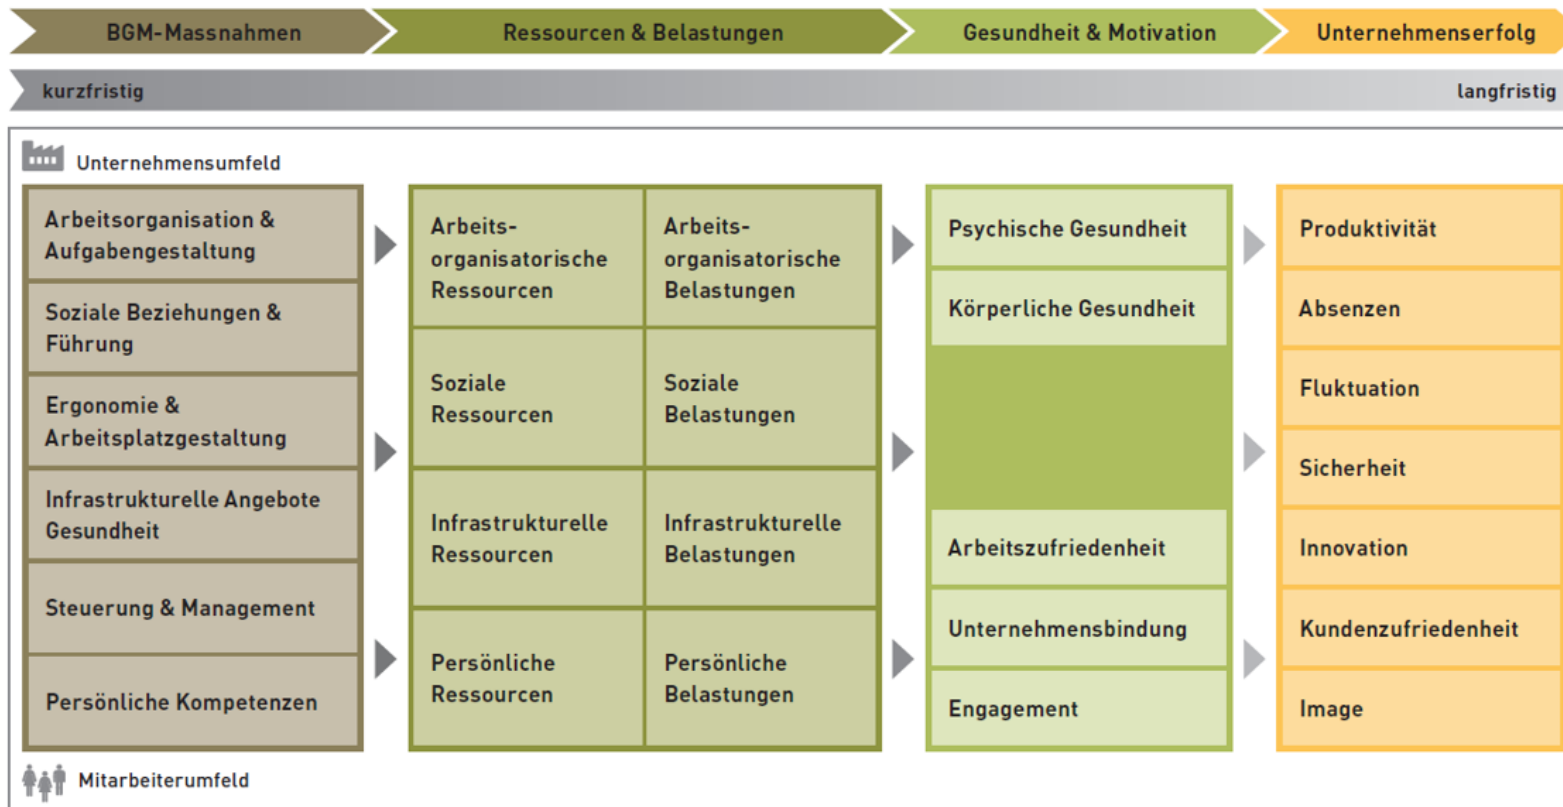 BGM-Massnahmen
Ressourcen & Belastungen
Gesundheit & Motivation
Unternehmenserfolg
kurzfristig
langfristig
Unternehmensumfeld
Arbeitsorganisation &
Aufgabengestaltung
Soziale Beziehungen &
Führung
Ergonomie &
Arbeitsplatzgestaltung
Infrastrukturelle Angebote
Gesundheit
Steuerung & Management
Persönliche Kompetenzen
Arbeits-
organisatorische
Ressourcen
Arbeits-
organisatorische
Belastungen
Soziale
Ressourcen
Soziale
Belastungen
Infrastrukturelle
Ressourcen
Infrastrukturelle
Belastungen
Persönliche
Ressourcen
Persönliche
Belastungen
Psychische Gesundheit
Körperliche Gesundheit
Arbeitszufriedenheit
Unternehmensbindung
Engagement
Produktivität
Absenzen
Fluktuation
Sicherheit
Innovation
Kundenzufriedenheit
Image
Mitarbeiterumfeld